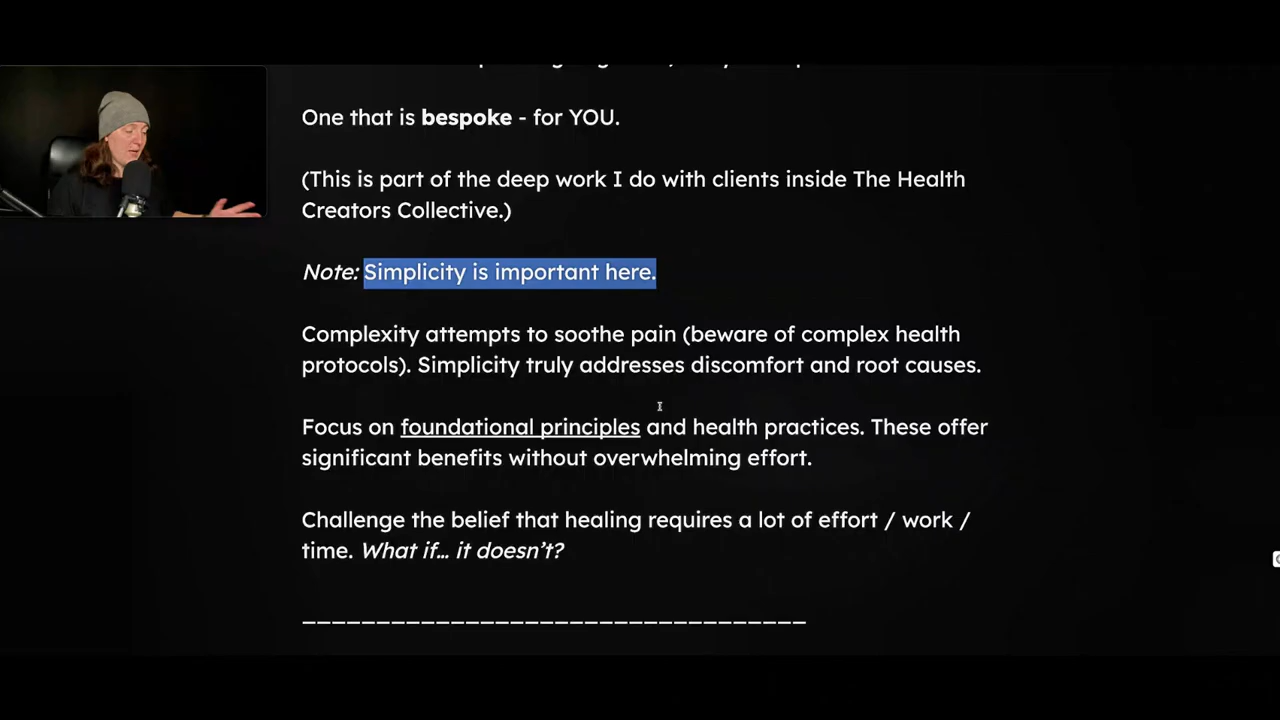 One that is bespoke - for YOU.
(This is part of the deep work I do with clients inside The Health
Creators Collective.)
Note: Simplicity is important here.
Complexity attempts to soothe pain (beware of complex health
protocols). Simplicity truly addresses discomfort and root causes.
Focus on foundational principles and health practices. These offer
significant benefits without overwhelming effort.
Challenge the belief that healing requires a lot of effort / work /
time. What if... it doesn't?
__________________________________